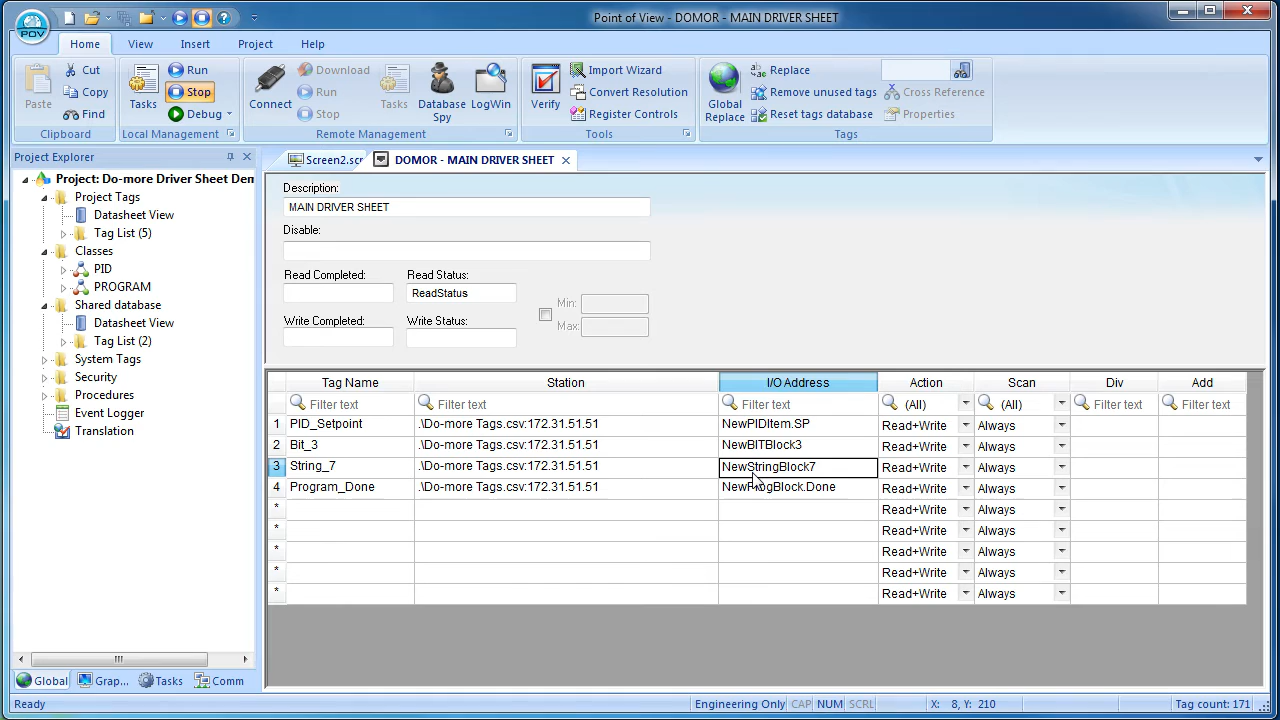 Point of View - DOMOR - MAIN DRIVER SHEET
POV
Home View Insert Project Help
Paste Cut Copy Find Clipboard
Tasks Run Stop Debug Local Management
Connect Download Run Stop Tasks Database Spy LogWin Remote Management
Verify Import Wizard Convert Resolution Register Controls Tools
Global Replace Replace Remove unused tags Reset tags database Cross Reference Properties Tags
Project Explorer
Project: Do-more Driver Sheet Dem
Project Tags
Datasheet View
Tag List (5)
Classes
PID
PROGRAM
Shared database
Datasheet View
Tag List (2)
System Tags
Security
Procedures
Event Logger
Translation
Global Grap... Tasks Comm
Screen2.scr DOMOR - MAIN DRIVER SHEET
Description:
MAIN DRIVER SHEET
Disable:
Read Completed: Read Status:
ReadStatus
Write Completed: Write Status:
Min:
Max:
Tag Name Station I/O Address Action Scan Div Add
Filter text Filter text Filter text (All) (All) Filter text Filter text
1 PID_Setpoint .\Do-more Tags.csv:172.31.51.51 NewPIDItem.SP Read+Write Always
2 Bit_3 .\Do-more Tags.csv:172.31.51.51 NewBITBlock3 Read+Write Always
3 String_7 .\Do-more Tags.csv:172.31.51.51 NewStringBlock7 Read+Write Always
4 Program_Done .\Do-more Tags.csv:172.31.51.51 NewProgBlock.Done Read+Write Always
* Read+Write Always
* Read+Write Always
* Read+Write Always
* Read+Write Always
* Read+Write Always
Ready Engineering Only CAP NUM SCRL X: 8, Y: 210 Tag count: 171